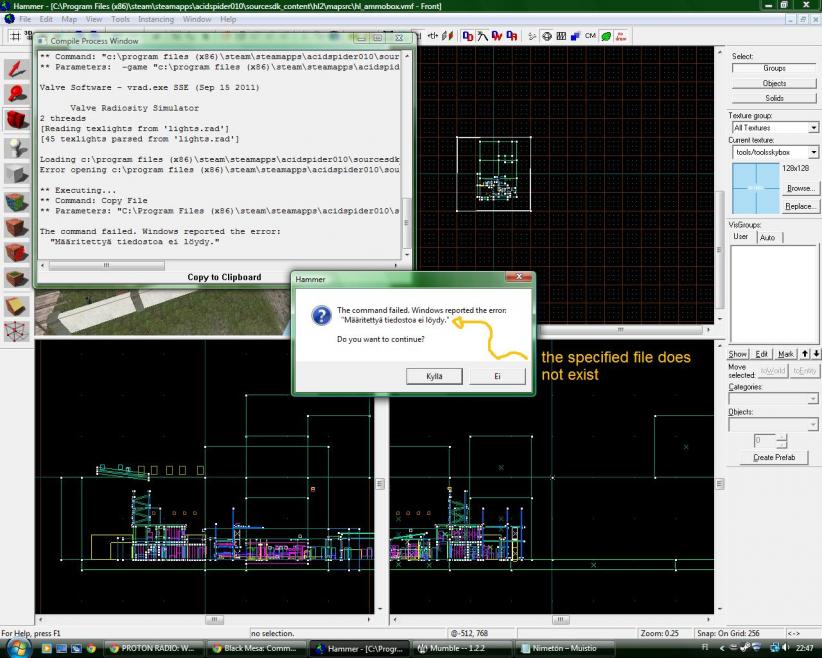 Hammer - [C:\Program Files (x86)\steam\steamapps\acidspider010\sourcesdk_content\hl2\mapsrc\hl_ammobox.vmf - Front]
File Edit Map View Tools Instancing Window Help
CM
Compile Process Window
** Command: "c:\program files (x86)\steam\steamapps\acidspider010\sour
** Parameters: -game "c:\program files (x86)\steam\steamapps\acidspid
Valve Software - vrad.exe SSE (Sep 15 2011)
Valve Radiosity Simulator
2 threads
[Reading texlights from 'lights.rad']
[45 texlights parsed from 'lights.rad']
Loading c:\program files (x86)\steam\steamapps\acidspider010\sourcesdk
Error opening c:\program files (x86)\steam\steamapps\acidspider010\sou
** Executing...
** Command: Copy File
** Parameters: "C:\Program Files (x86)\steam\steamapps\acidspider010\s
The command failed. Windows reported the error:
"Määritettyä tiedostoa ei löydy."
Copy to Clipboard
Hammer
The command failed. Windows reported the error:
"Määritettyä tiedostoa ei löydy."
Do you want to continue?
Kyllä
Ei
the specified file does
not exist
Select:
Groups
Objects
Solids
Texture group:
All Textures
Current texture:
tools/toolsskybox
128x128
Browse...
Replace...
VisGroups:
User Auto
Show Edit Mark
Move
selected: toWorld toEntity
Categories:
Objects:
0
Create Prefab
For Help, press F1
no selection.
@-512, 768
Zoom: 0.25
Snap: On Grid: 256
<->
PROTON RADIO: W...
Black Mesa: Comm...
Hammer - [C:\Progr...
Mumble -- 1.2.2
Nimetön - Muistio
FI
22:47